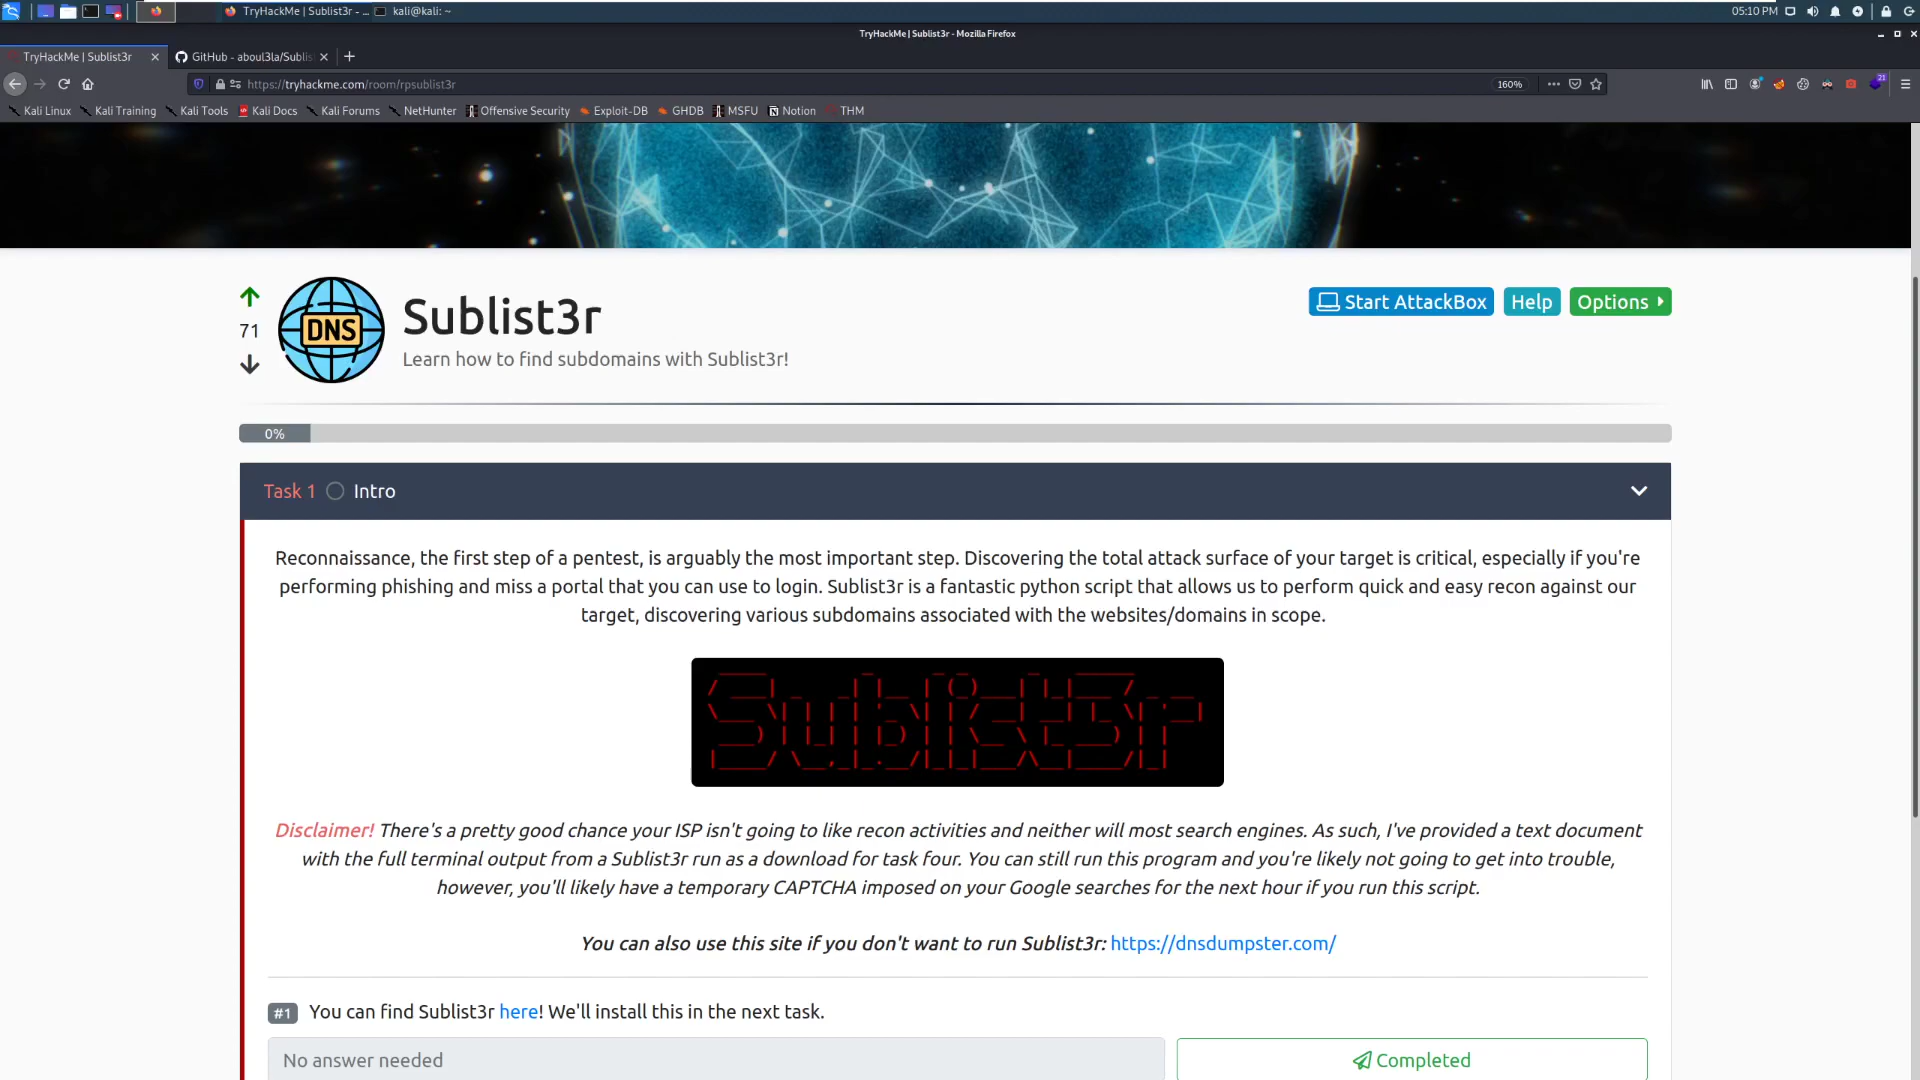 TryHackMe | Sublist3r - ...
kali@kali: ~
05:10 PM
TryHackMe | Sublist3r - Mozilla Firefox
TryHackMe | Sublist3r
GitHub - aboul3la/Sublis
https://tryhackme.com/room/rpsublist3r
160%
21
Kali Linux
Kali Training
Kali Tools
Kali Docs
Kali Forums
NetHunter
Offensive Security
Exploit-DB
GHDB
MSFU
Notion
THM
71
DNS
Sublist3r
Learn how to find subdomains with Sublist3r!
Start AttackBox
Help
Options
0%
Task 1
Intro
Reconnaissance, the first step of a pentest, is arguably the most important step. Discovering the total attack surface of your target is critical, especially if you're
performing phishing and miss a portal that you can use to login. Sublist3r is a fantastic python script that allows us to perform quick and easy recon against our
target, discovering various subdomains associated with the websites/domains in scope.
Sublist3r
Disclaimer! There's a pretty good chance your ISP isn't going to like recon activities and neither will most search engines. As such, I've provided a text document
with the full terminal output from a Sublist3r run as a download for task four. You can still run this program and you're likely not going to get into trouble,
however, you'll likely have a temporary CAPTCHA imposed on your Google searches for the next hour if you run this script.
You can also use this site if you don't want to run Sublist3r: https://dnsdumpster.com/
#1 You can find Sublist3r here! We'll install this in the next task.
No answer needed
Completed